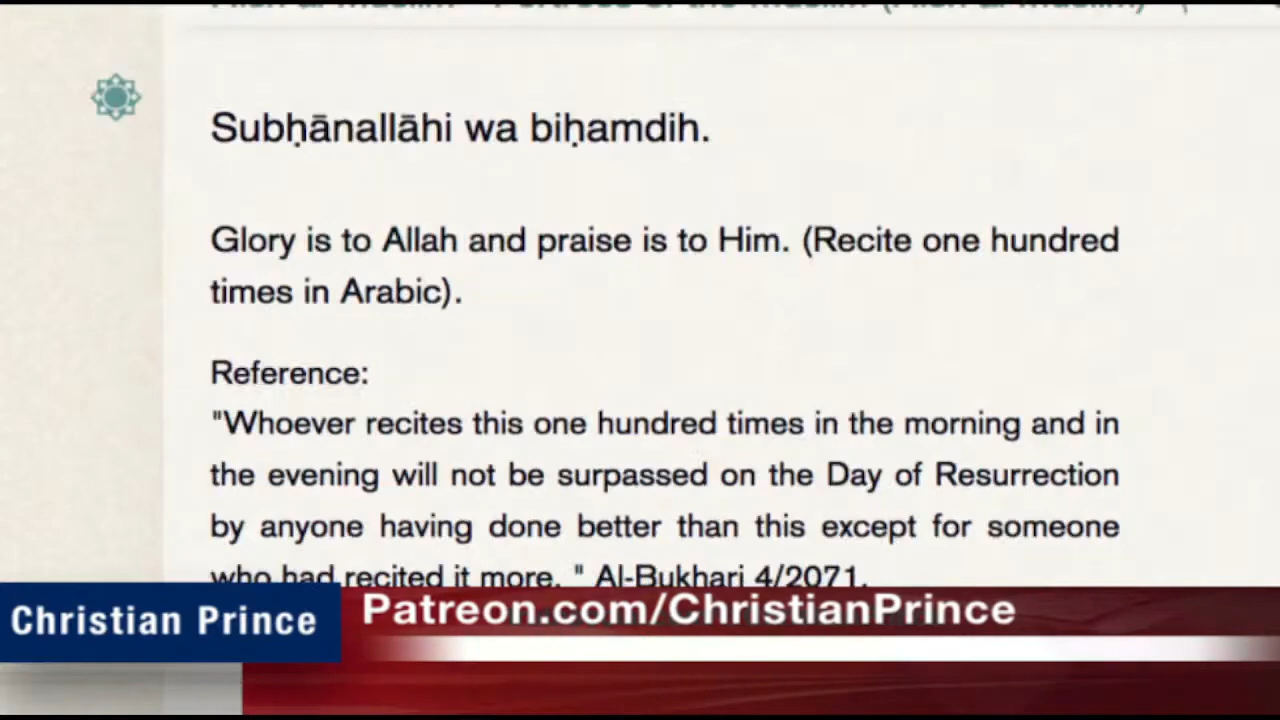 Subḥānallāhi wa biḥamdih.
Glory is to Allah and praise is to Him. (Recite one hundred
times in Arabic).
Reference:
"Whoever recites this one hundred times in the morning and in
the evening will not be surpassed on the Day of Resurrection
by anyone having done better than this except for someone
who had recited it more. " Al-Bukhari 4/2071.
Christian Prince
Patreon.com/ChristianPrince